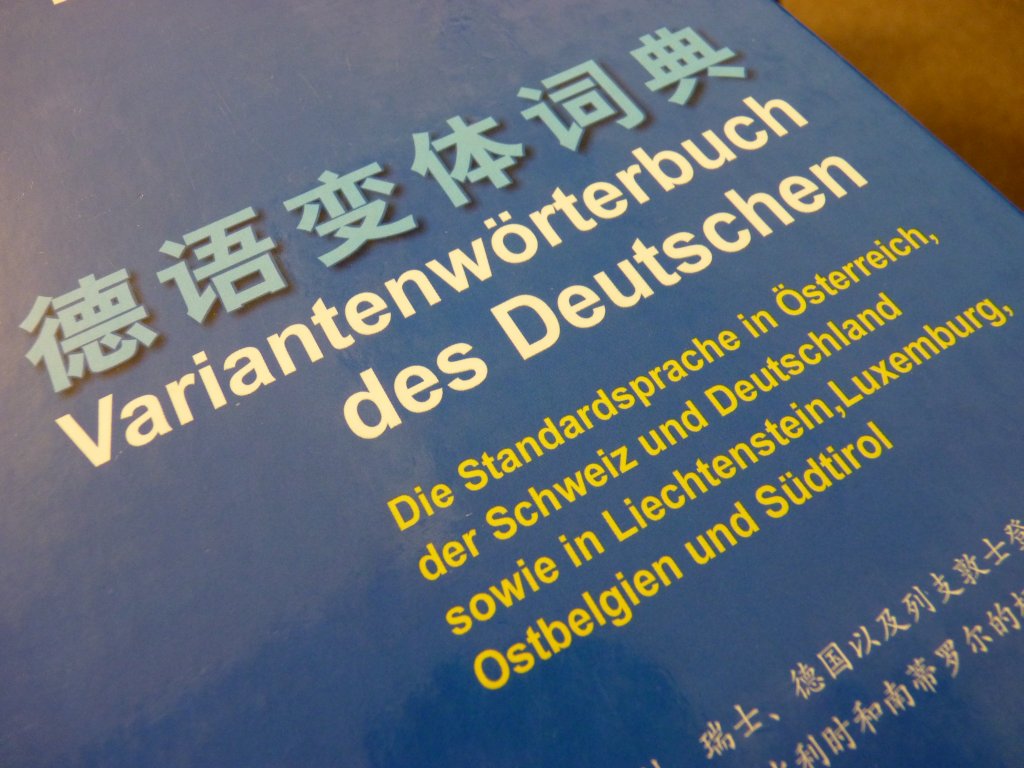 德语变体词典
Variantenwörterbuch
des Deutschen
Die Standardsprache in Österreich,
der Schweiz und Deutschland
sowie in Liechtenstein,Luxemburg,
Ostbelgien und Südtirol
瑞士、德国以及列支敦士登
利时和南蒂罗尔的